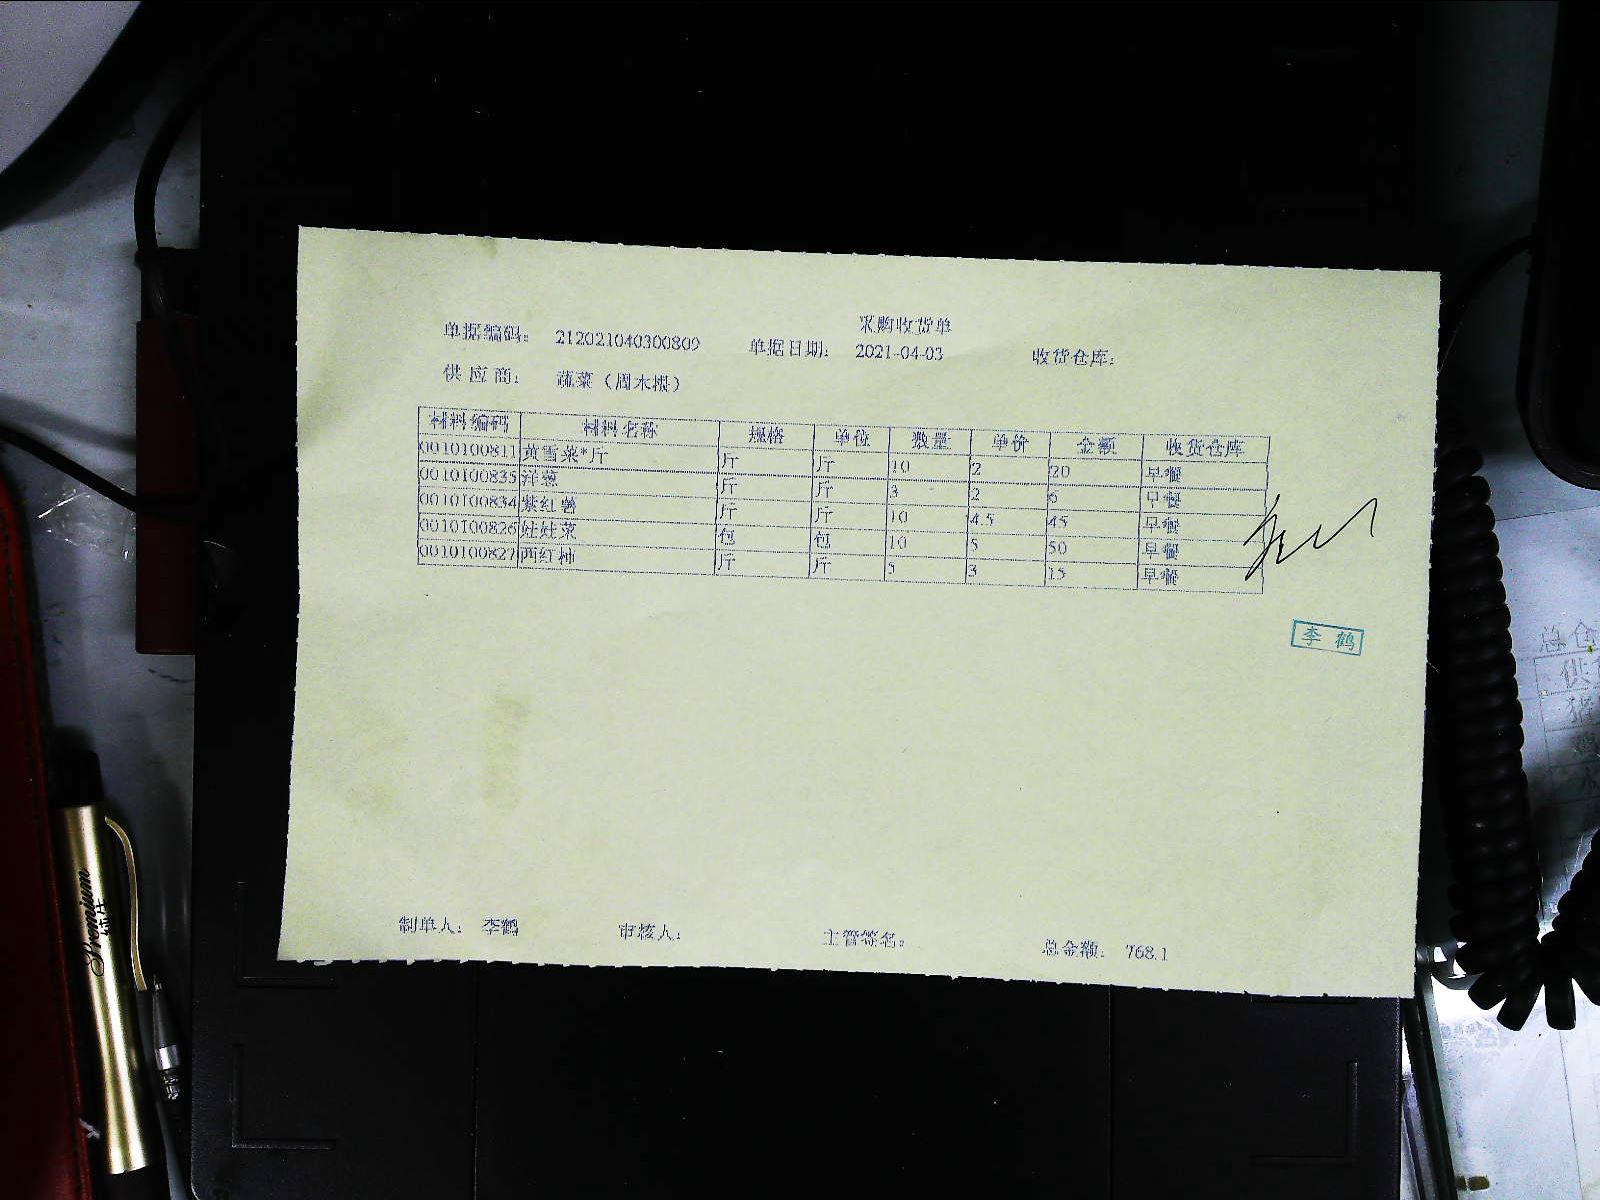 采购收货单
单据编码: 212021040300809 单据日期: 2021-04-03 收货仓库:
供应商: 蔬菜（周木根）
材料编码 材料名称 规格 单位 数量 单价 金额 收货仓库
0010100811 黄雪菜*斤 斤 斤 10 2 20 早餐
0010100835 洋葱 斤 斤 3 2 6 早餐
0010100834 紫红薯 斤 斤 10 4.5 45 早餐
0010100826 娃娃菜 包 包 10 5 50 早餐
0010100827 西红柿 斤 斤 5 3 15 早餐
李鹤
制单人: 李鹤 审核人: 主管签名: 总金额: 768.1
Premium
总仓